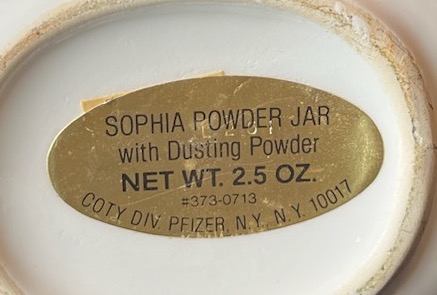 SOPHIA POWDER JAR
with Dusting Powder
NET WT. 2.5 OZ.
#373-0713
COTY DIV. PFIZER, N.Y., N.Y. 10017